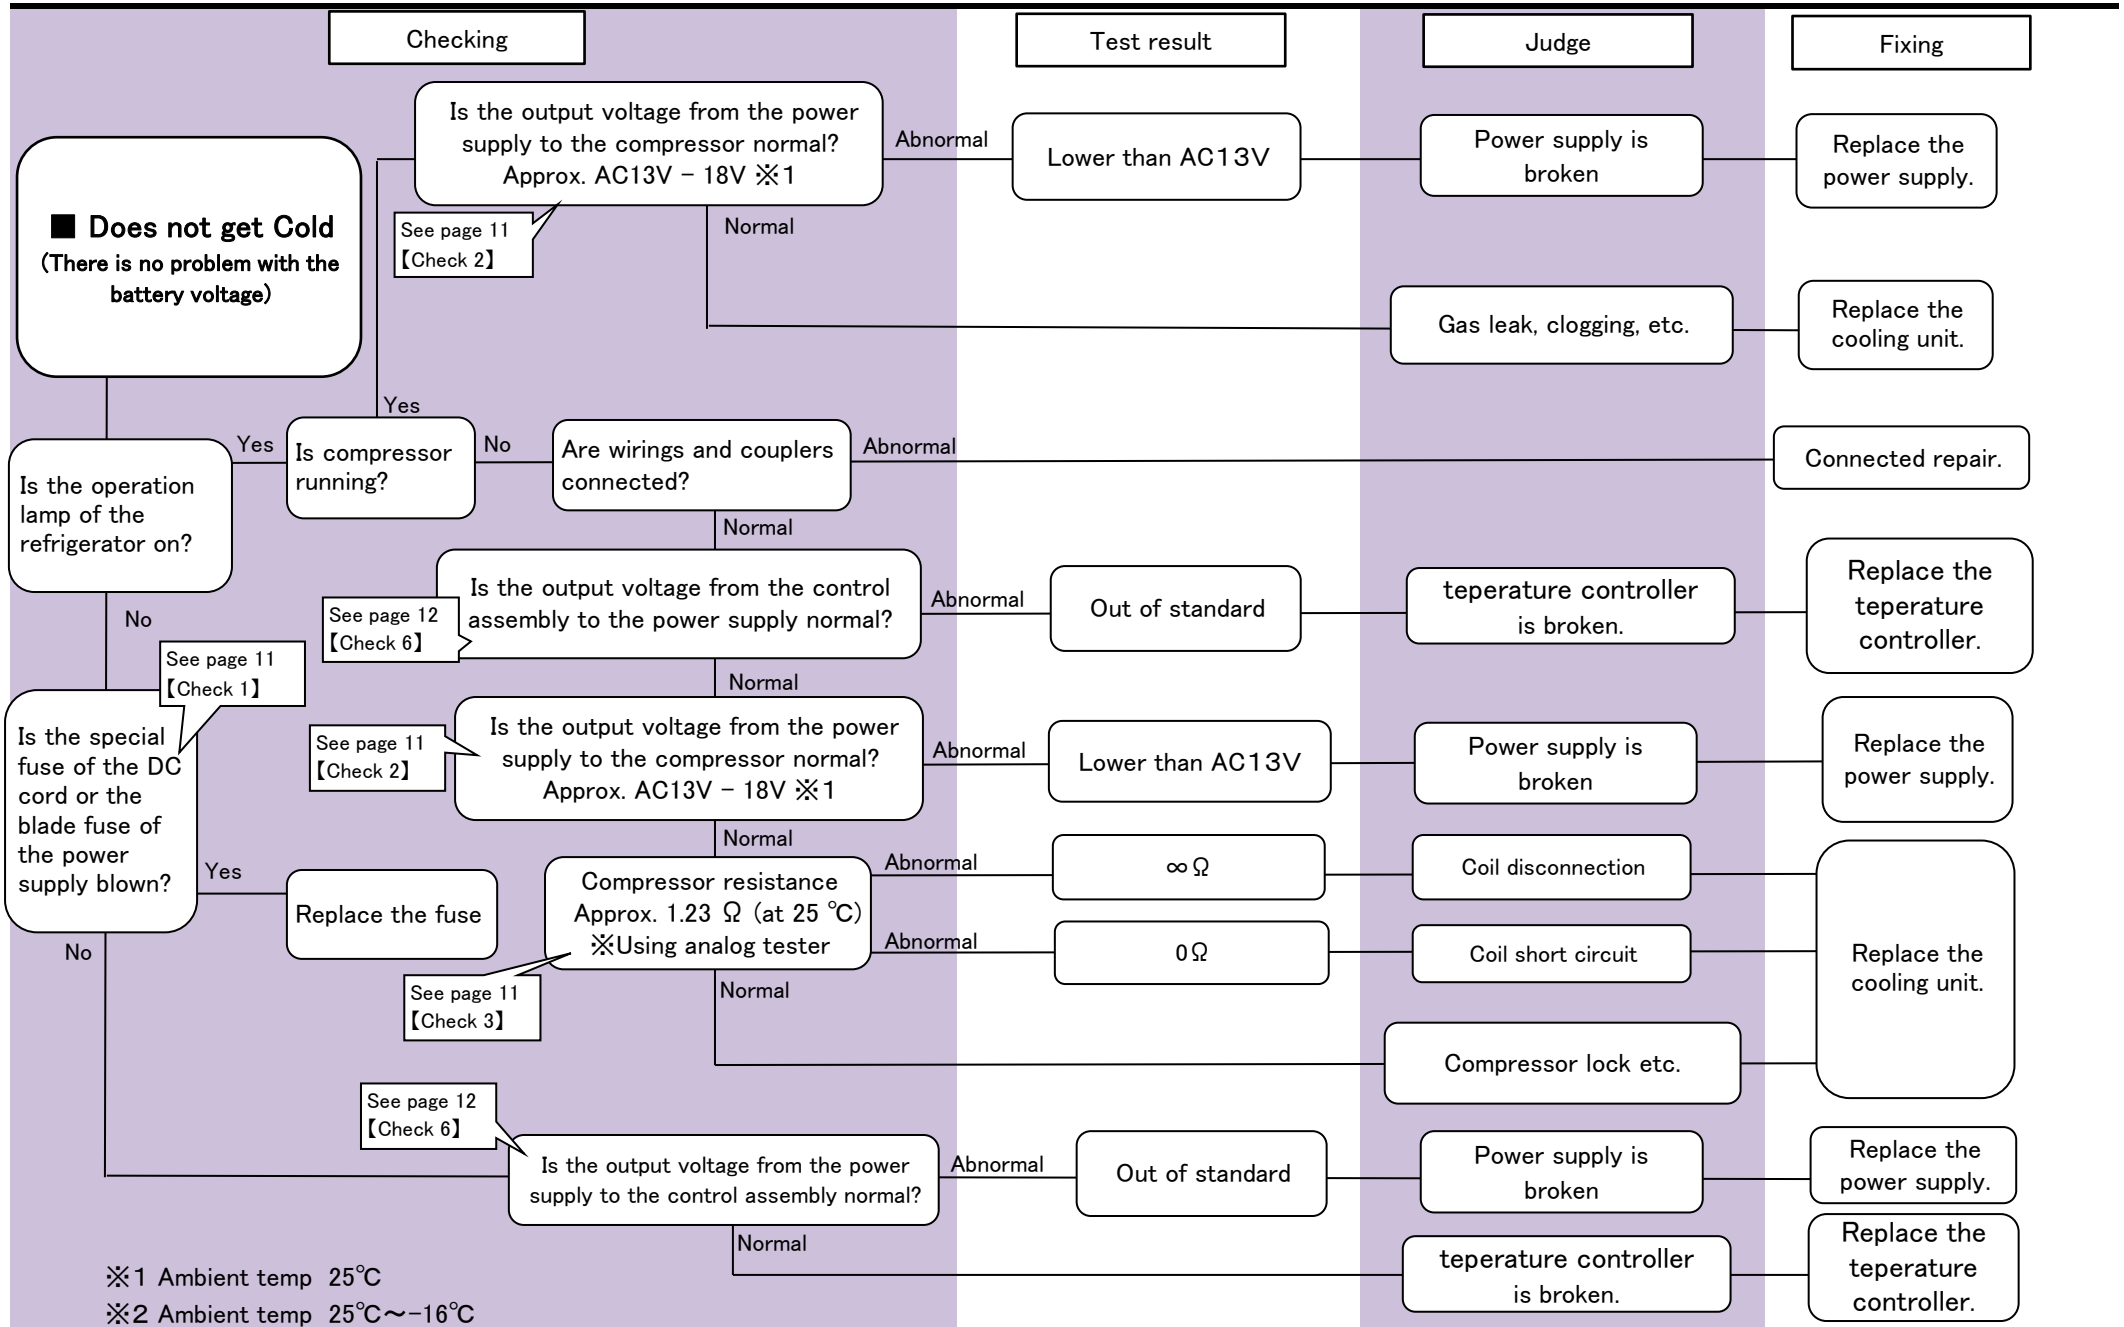 Checking
Test result
Judge
Fixing
Is the output voltage from the power
supply to the compressor normal?
Approx. AC13V - 18V ※1
Abnormal
Lower than AC13V
Power supply is
broken
Replace the
power supply.
■ Does not get Cold
(There is no problem with the
battery voltage)
See page 11
【Check 2】
Normal
Gas leak, clogging, etc.
Replace the
cooling unit.
Yes
Is the operation
lamp of the
refrigerator on?
Yes
Is compressor
running?
No
Are wirings and couplers
connected?
Abnormal
Connected repair.
Normal
Is the output voltage from the control
assembly to the power supply normal?
See page 12
【Check 6】
Abnormal
Out of standard
teperature controller
is broken.
Replace the
teperature
controller.
No
See page 11
【Check 1】
Normal
Is the special
fuse of the DC
cord or the
blade fuse of
the power
supply blown?
See page 11
【Check 2】
Is the output voltage from the power
supply to the compressor normal?
Approx. AC13V - 18V ※1
Abnormal
Lower than AC13V
Power supply is
broken
Replace the
power supply.
Normal
Yes
Replace the fuse
Compressor resistance
Approx. 1.23 Ω (at 25 ℃)
※Using analog tester
Abnormal
∞Ω
Coil disconnection
Abnormal
0Ω
Coil short circuit
Replace the
cooling unit.
No
See page 11
【Check 3】
Normal
Compressor lock etc.
See page 12
【Check 6】
Is the output voltage from the power
supply to the control assembly normal?
Abnormal
Out of standard
Power supply is
broken
Replace the
power supply.
Normal
teperature controller
is broken.
Replace the
teperature
controller.
※1 Ambient temp 25℃
※2 Ambient temp 25℃～-16℃